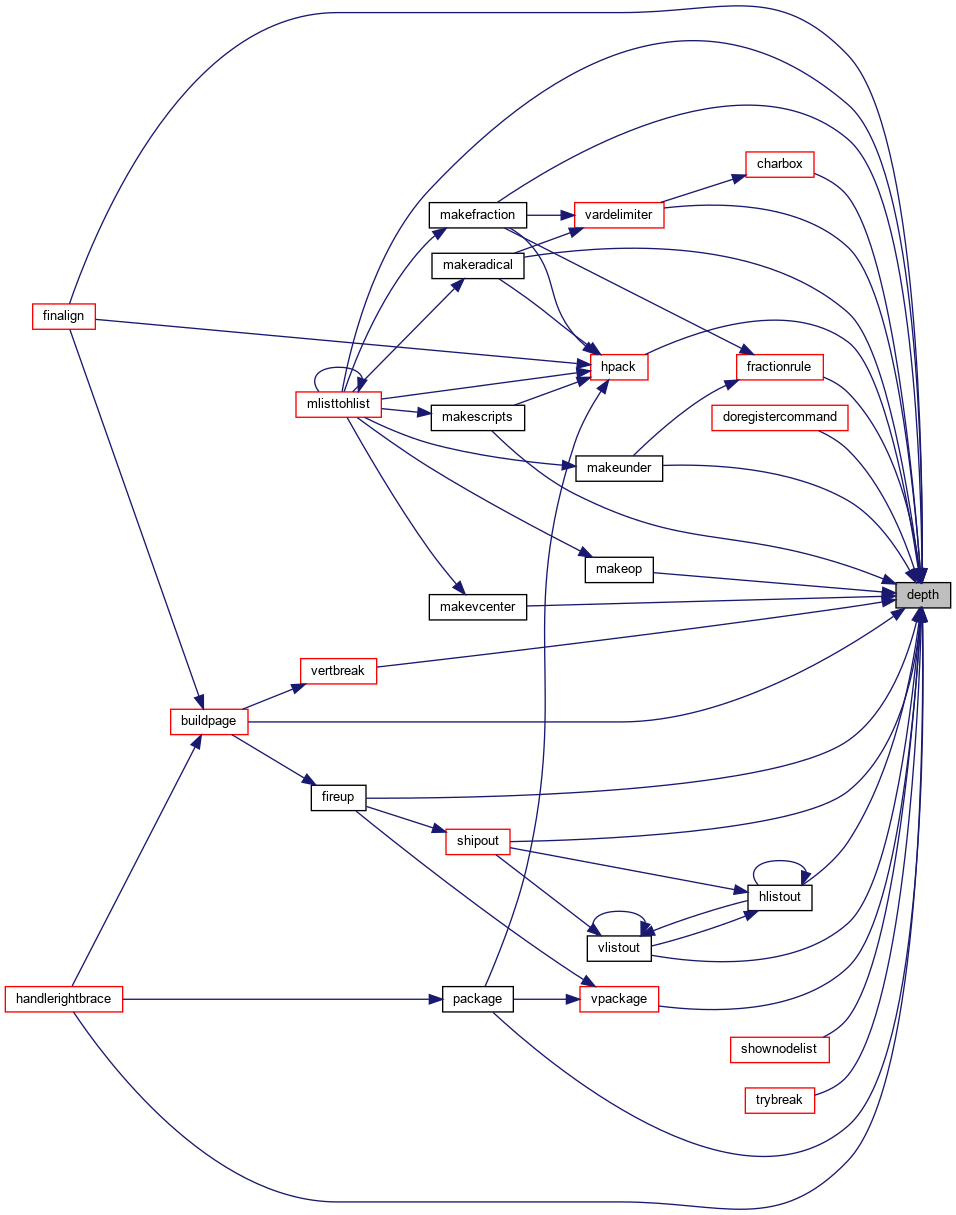 charbox
makefraction
vardelimiter
makeradical
finalign
hpack
fractionrule
mlisttohlist
makescripts
doregistercommand
makeunder
makeop
depth
makevcenter
vertbreak
buildpage
fireup
shipout
hlistout
vlistout
handlerightbrace
package
vpackage
shownodelist
trybreak